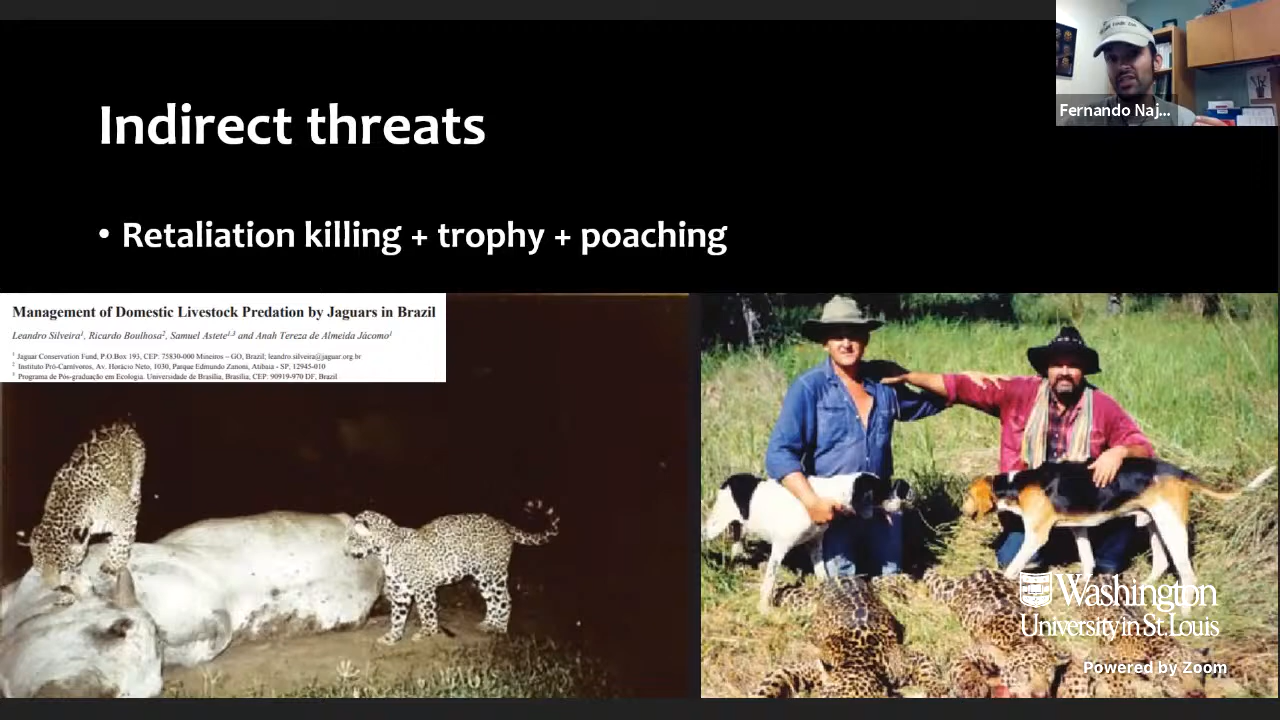 Indirect threats
Fernando Naj...
• Retaliation killing + trophy + poaching
Management of Domestic Livestock Predation by Jaguars in Brazil
Leandro Silveira¹, Ricardo Boulhosa², Samuel Astete¹·³ and Anah Tereza de Almeida Jácomo¹
¹ Jaguar Conservation Fund, P.O.Box 193, CEP: 75830-000 Mineiros – GO, Brazil; leandro.silveira@jaguar.org.br
² Instituto Pró-Carnívoros, Av. Horácio Neto, 1030, Parque Edmundo Zanoni, Atibaia - SP, 12945-010
³ Programa de Pós-graduação em Ecologia. Universidade de Brasília, Brasília; CEP: 90919-970 DF, Brazil
Washington
University in St. Louis
Powered by Zoom